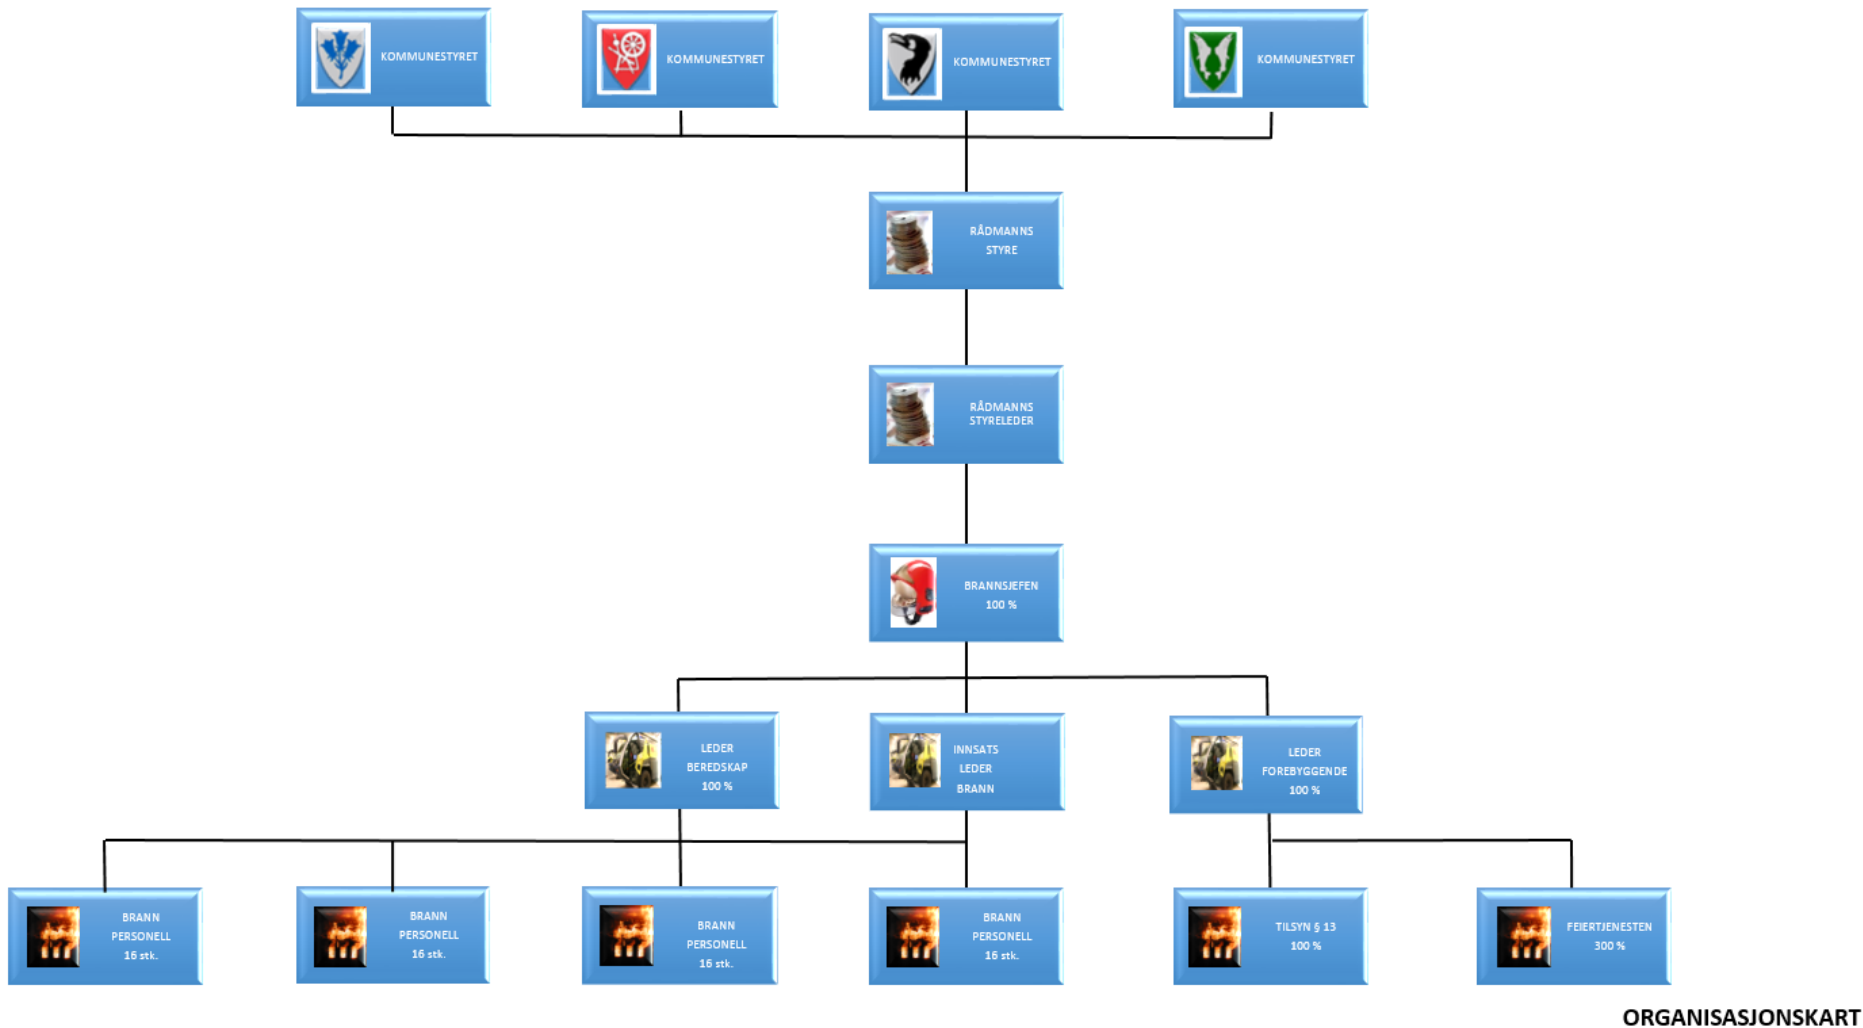 KOMMUNESTYRET
KOMMUNESTYRET
KOMMUNESTYRET
KOMMUNESTYRET
RÅDMANNS
STYRE
RÅDMANNS
STYRELEDER
BRANNSJEFEN
100 %
LEDER
BEREDSKAP
100 %
INNSATS
LEDER
BRANN
LEDER
FOREBYGGENDE
100 %
BRANN
PERSONELL
16 stk.
BRANN
PERSONELL
16 stk.
BRANN
PERSONELL
16 stk.
BRANN
PERSONELL
16 stk.
TILSYN § 13
100 %
FEIERTJENESTEN
300 %
ORGANISASJONSKART